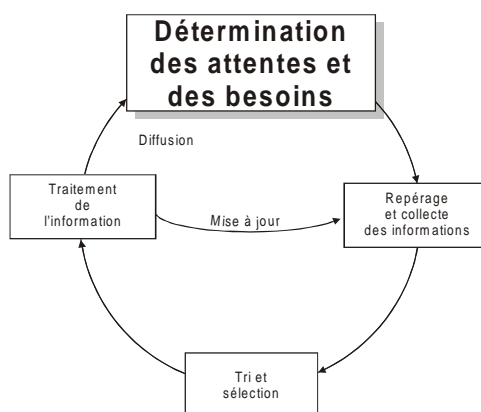 Détermination
des attentes et
des besoins
Diffusion
Traitement
de
l'information
Mise à jour
Repérage
et collecte
des informations
Tri et
sélection